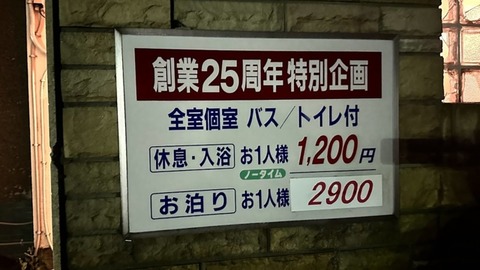 創業25周年特別企画
全室個室 バス/トイレ付
休息・入浴 お1人様 1,200円
ノータイム
お泊り お1人様 2900